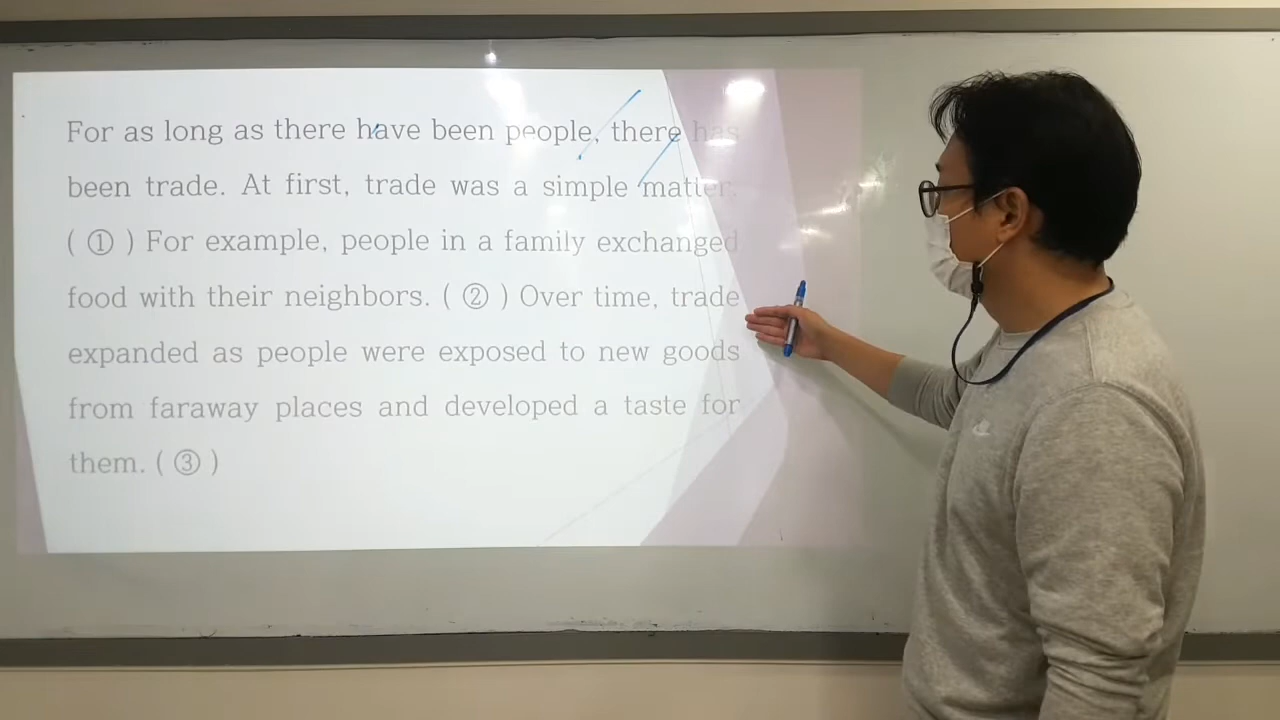 For as long as there have been people, there has
been trade. At first, trade was a simple matter.
( ① ) For example, people in a family exchanged
food with their neighbors. ( ② ) Over time, trade
expanded as people were exposed to new goods
from faraway places and developed a taste for
them. ( ③ )